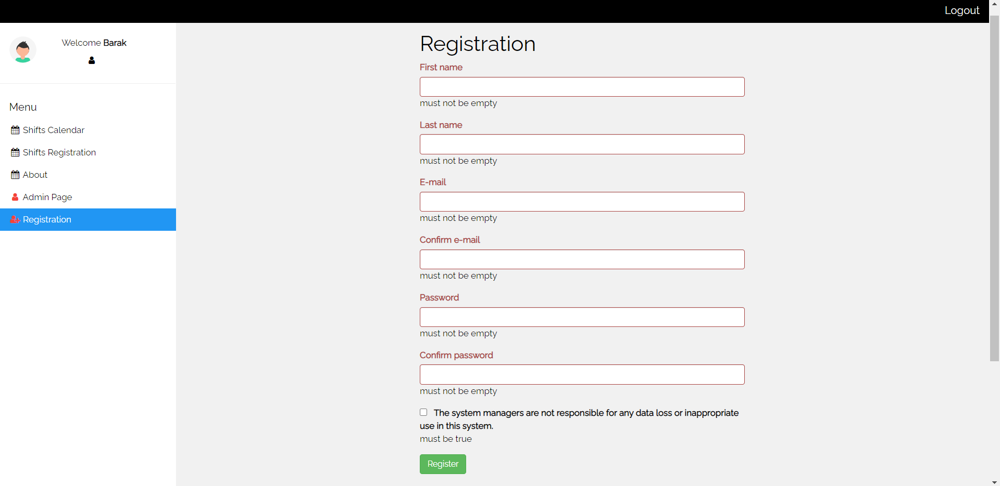 Logout
Welcome Barak
Menu
Shifts Calendar
Shifts Registration
About
Admin Page
Registration
Registration
First name
must not be empty
Last name
must not be empty
E-mail
must not be empty
Confirm e-mail
must not be empty
Password
must not be empty
Confirm password
must not be empty
The system managers are not responsible for any data loss or inappropriate
use in this system.
must be true
Register